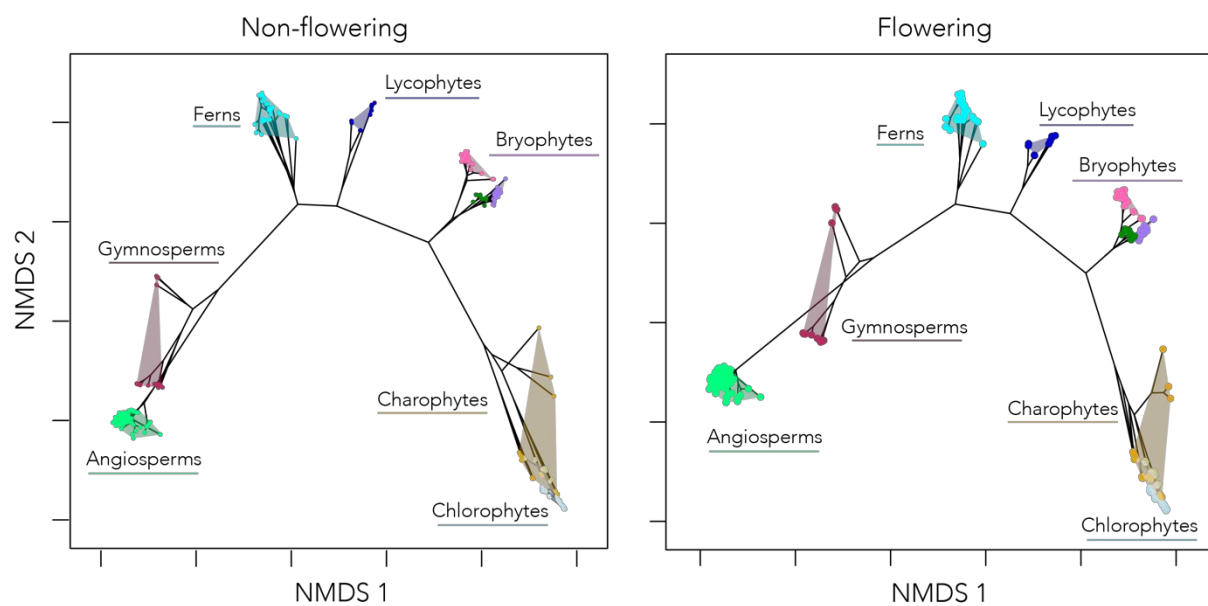 Non-flowering
Lycophytes
Ferns
Bryophytes
Gymnosperms
NMDS 2
Charophytes
Angiosperms
Chlorophytes
NMDS 1
Flowering
Lycophytes
Ferns
Bryophytes
Gymnosperms
Charophytes
Angiosperms
Chlorophytes
NMDS 1